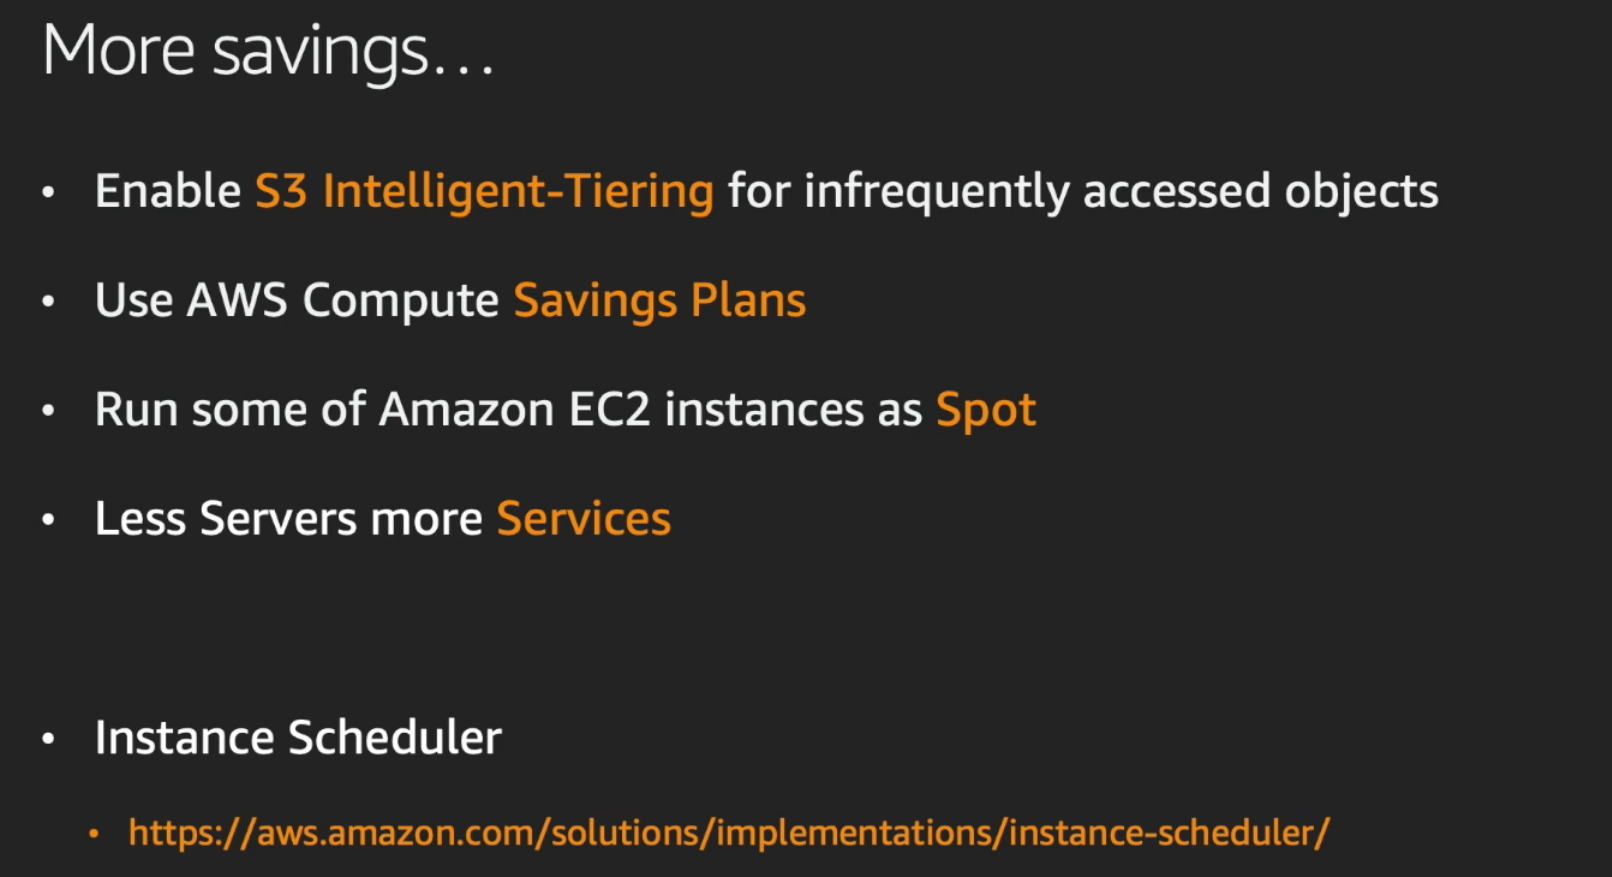 More savings...
• Enable S3 Intelligent-Tiering for infrequently accessed objects
• Use AWS Compute Savings Plans
• Run some of Amazon EC2 instances as Spot
• Less Servers more Services
• Instance Scheduler
• https://aws.amazon.com/solutions/implementations/instance-scheduler/